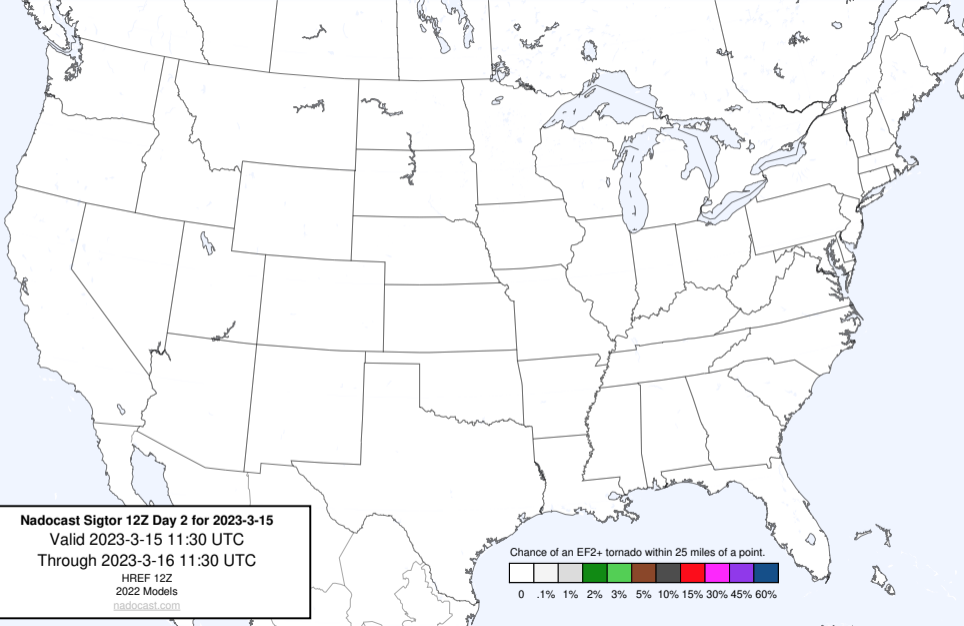 Nadocast Sigtor 12Z Day 2 for 2023-3-15
Valid 2023-3-15 11:30 UTC
Through 2023-3-16 11:30 UTC
HREF 12Z
2022 Models
nadocast.com
Chance of an EF2+ tornado within 25 miles of a point.
0 .1% 1% 2% 3% 5% 10% 15% 30% 45% 60%